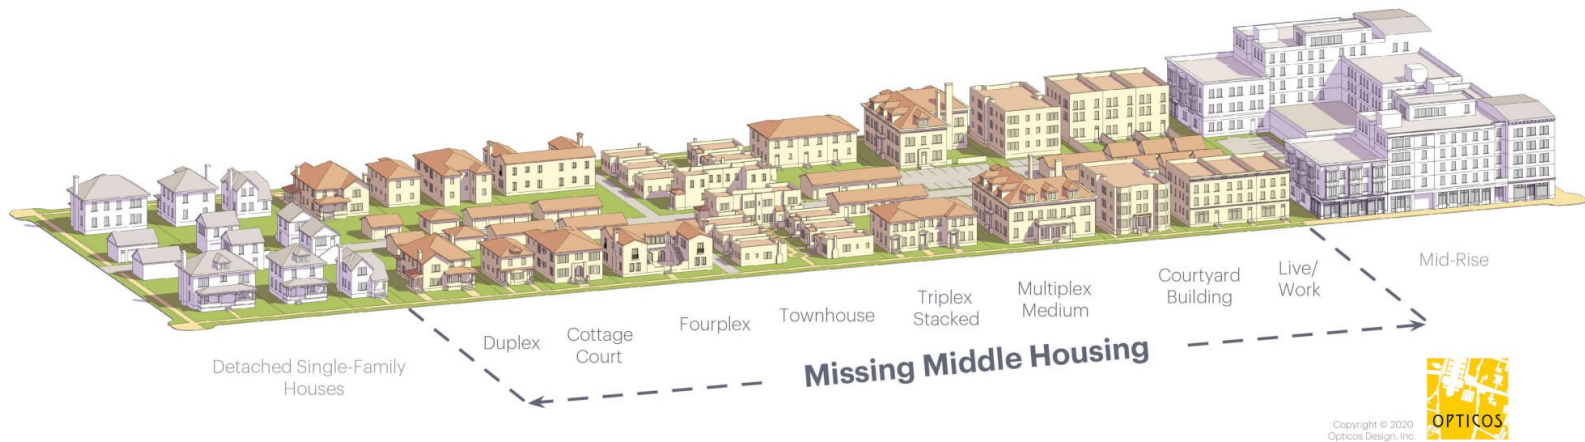 Detached Single-Family
Houses
Duplex
Cottage
Court
Fourplex
Townhouse
Triplex
Stacked
Multiplex
Medium
Courtyard
Building
Live/
Work
Mid-Rise
Missing Middle Housing
Copyright © 2020
Opticos Design, Inc.
OPTICOS